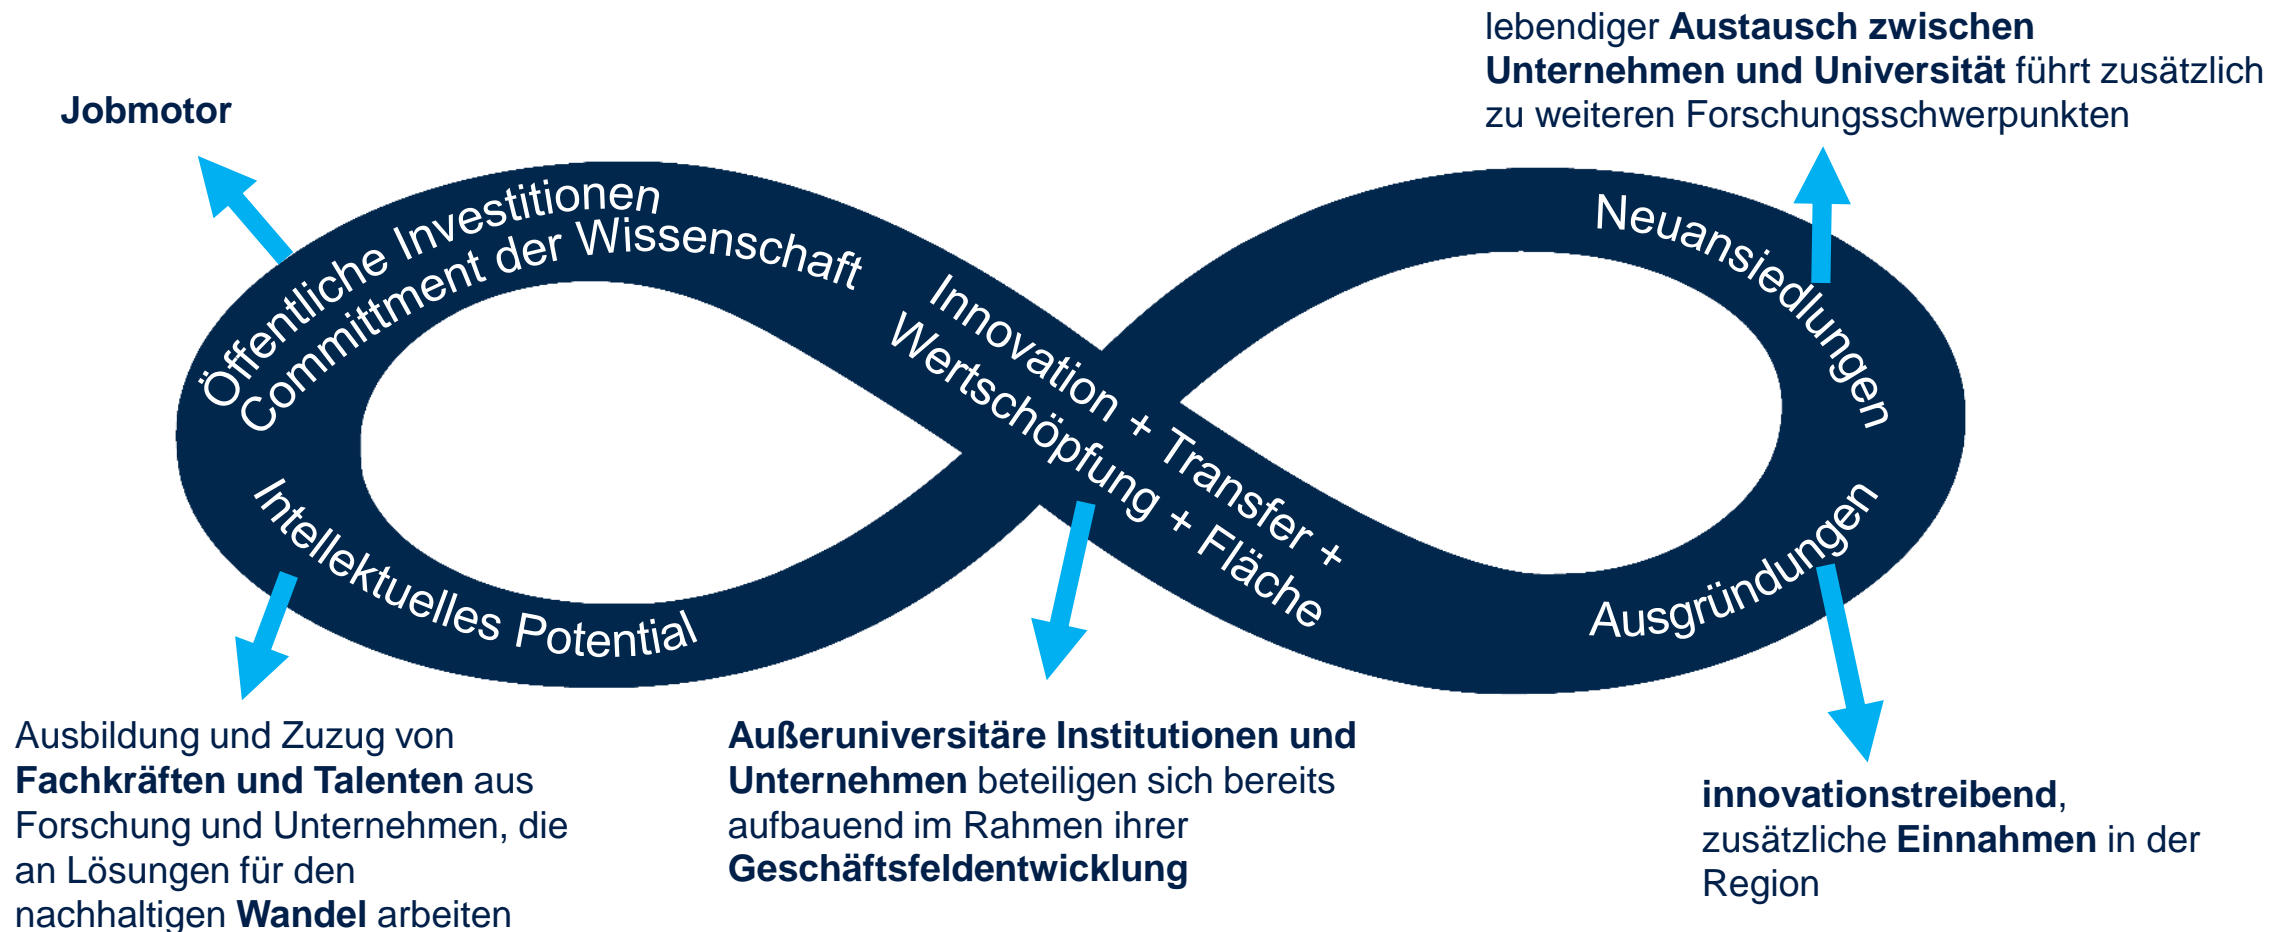 lebendiger Austausch zwischen
Unternehmen und Universität führt zusätzlich
zu weiteren Forschungsschwerpunkten
Jobmotor
Öffentliche Investitionen
Committment der Wissenschaft
Innovation + Transfer +
Wertschöpfung + Fläche
Neuansiedlungen
Intellektuelles Potential
Ausgründungen
Ausbildung und Zuzug von
Fachkräften und Talenten aus
Forschung und Unternehmen, die
an Lösungen für den
nachhaltigen Wandel arbeiten
Außeruniversitäre Institutionen und
Unternehmen beteiligen sich bereits
aufbauend im Rahmen ihrer
Geschäftsfeldentwicklung
innovationstreibend,
zusätzliche Einnahmen in der
Region